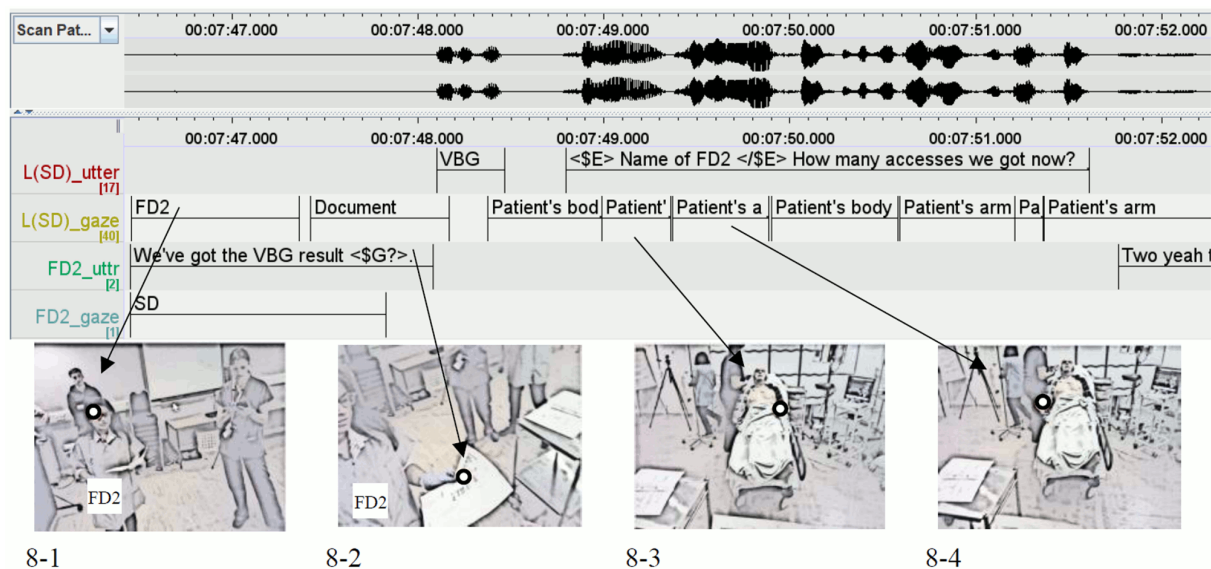 Scan Pat...
00:07:47.000 00:07:48.000 00:07:49.000 00:07:50.000 00:07:51.000 00:07:52.000
00:07:47.000 00:07:48.000 00:07:49.000 00:07:50.000 00:07:51.000 00:07:52.000
L(SD)_utter
[17]
VBG <$E> Name of FD2 </$E> How many accesses we got now?
L(SD)_gaze
[40]
FD2 Document Patient's bod Patient'. Patient's a Patient's body Patient's arm Pa Patient's arm
FD2_uttr
[2]
We've got the VBG result <$G?>. Two yeah t
FD2_gaze
[1]
SD
FD2
FD2
8-1 8-2 8-3 8-4